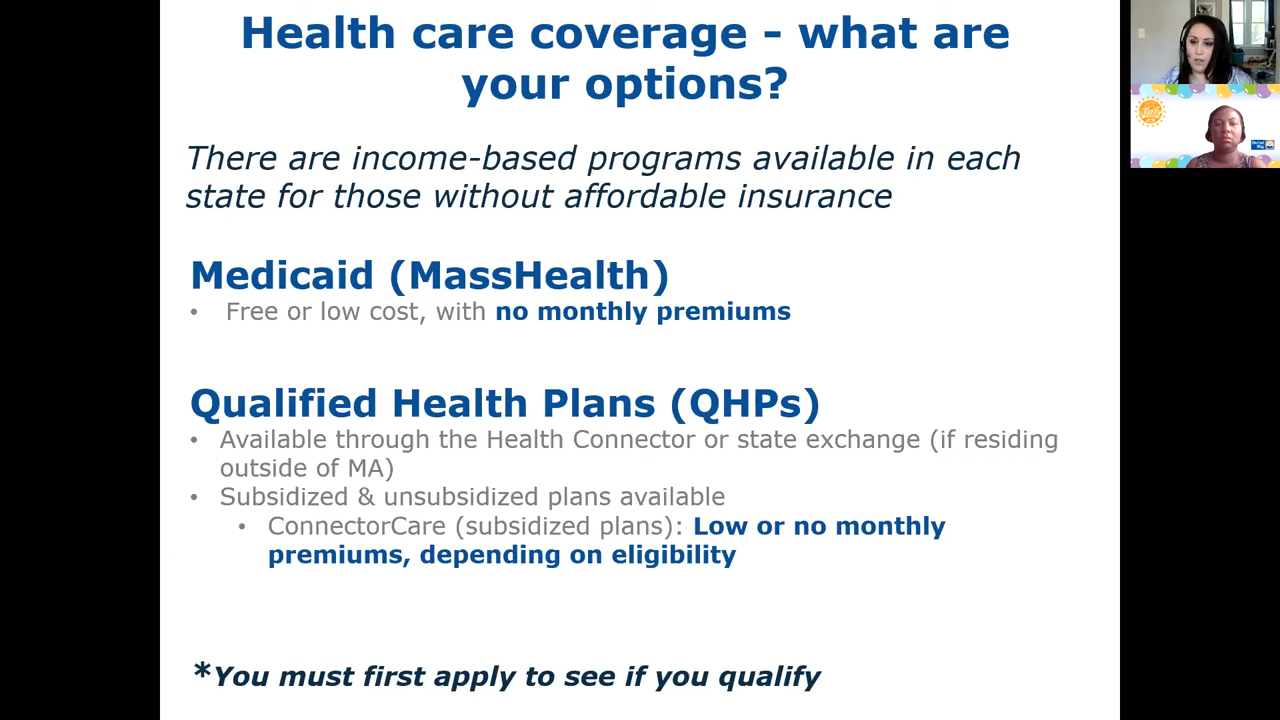 Health care coverage - what are
your options?
There are income-based programs available in each
state for those without affordable insurance
Medicaid (MassHealth)
• Free or low cost, with no monthly premiums
Qualified Health Plans (QHPs)
• Available through the Health Connector or state exchange (if residing
outside of MA)
• Subsidized & unsubsidized plans available
• ConnectorCare (subsidized plans): Low or no monthly
premiums, depending on eligibility
*You must first apply to see if you qualify
United
Way